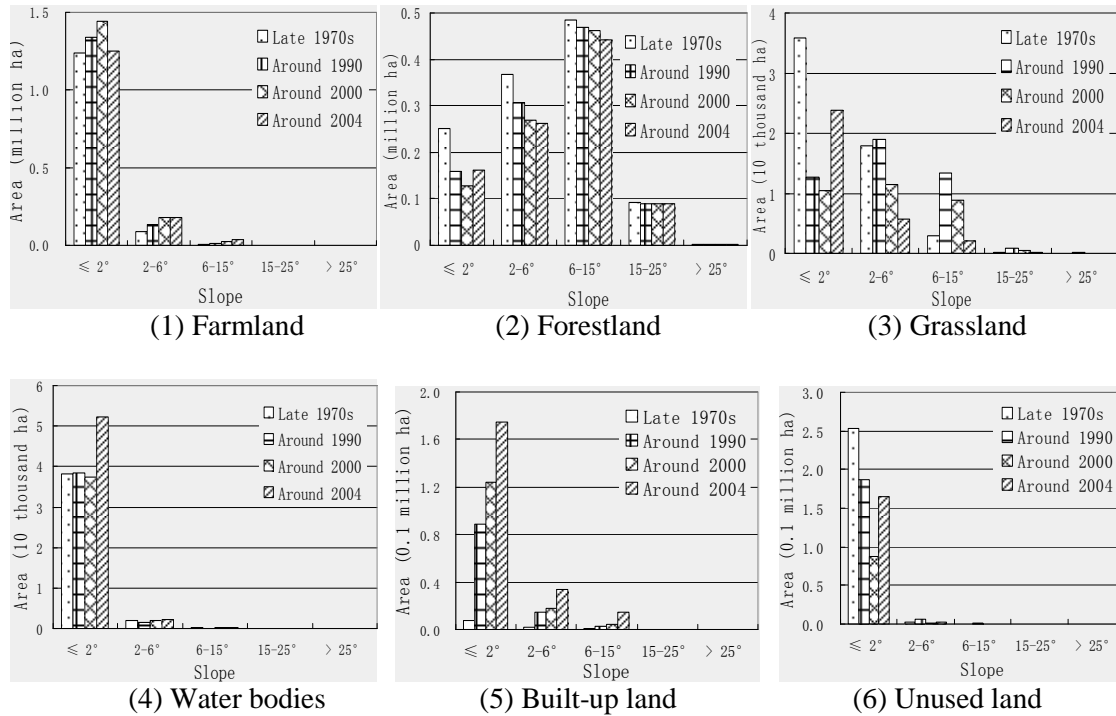 Area (million ha)
1.5
1.0
0.5
0.0
Late 1970s
Around 1990
Around 2000
Around 2004
≤ 2°
2-6°
6-15°
15-25°
> 25°
Slope
(1) Farmland
Area (million ha)
0.5
0.4
0.3
0.2
0.1
0
Late 1970s
Around 1990
Around 2000
Around 2004
≤ 2°
2-6°
6-15°
15-25°
> 25°
Slope
(2) Forestland
Area (10 thousand ha)
4
3
2
1
0
Late 1970s
Around 1990
Around 2000
Around 2004
≤ 2°
2-6°
6-15°
15-25°
> 25°
Slope
(3) Grassland
Area (10 thousand ha)
6
5
4
3
2
1
0
Late 1970s
Around 1990
Around 2000
Around 2004
≤ 2°
2-6°
6-15°
15-25°
> 25°
Slope
(4) Water bodies
Area (0.1 million ha)
2.0
1.6
1.2
0.8
0.4
0.0
Late 1970s
Around 1990
Around 2000
Around 2004
≤ 2°
2-6°
6-15°
15-25°
> 25°
Slope
(5) Built-up land
Area (0.1 million ha)
3.0
2.5
2.0
1.5
1.0
0.5
0.0
Late 1970s
Around 1990
Around 2000
Around 2004
≤ 2°
2-6°
6-15°
15-25°
> 25°
Slope
(6) Unused land